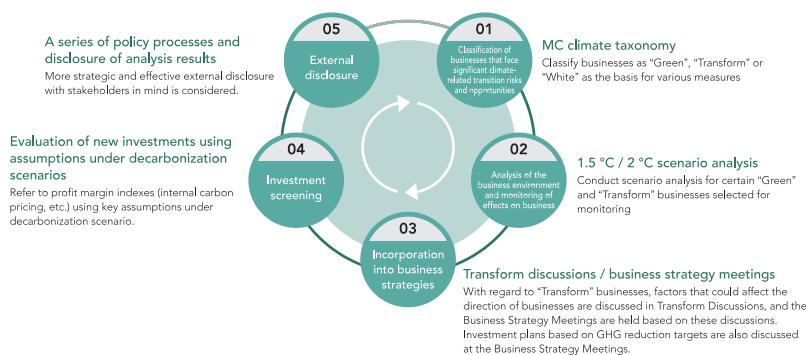 01
Classification of
businesses that face
significant climate-
related transition risks
and opportunities
MC climate taxonomy
Classify businesses as “Green”, “Transform” or
“White” as the basis for various measures
02
Analysis of the
business environment
and monitoring of
effects on business
1.5 °C / 2 °C scenario analysis
Conduct scenario analysis for certain “Green”
and “Transform” businesses selected for
monitoring
03
Incorporation
into business
strategies
Transform discussions / business strategy meetings
With regard to “Transform” businesses, factors that could affect the
direction of businesses are discussed in Transform Discussions, and the
Business Strategy Meetings are held based on these discussions.
Investment plans based on GHG reduction targets are also discussed
at the Business Strategy Meetings.
04
Investment
screening
Evaluation of new investments using
assumptions under decarbonization
scenarios
Refer to profit margin indexes (internal carbon
pricing, etc.) using key assumptions under
decarbonization scenario.
05
External
disclosure
A series of policy processes and
disclosure of analysis results
More strategic and effective external disclosure
with stakeholders in mind is considered.